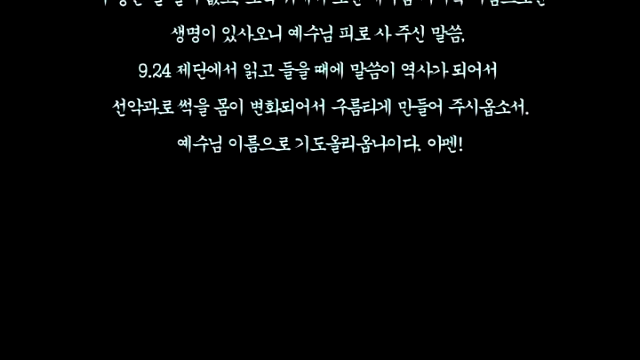 생명이 있사오니 예수님 피로 사 주신 말씀,
9.24 제단에서 읽고 들을 때에 말씀이 역사가 되어서
선악과로 썩을 몸이 변화되어서 구름타게 만들어 주시옵소서.
예수님 이름으로 기도올리옵나이다. 아멘!